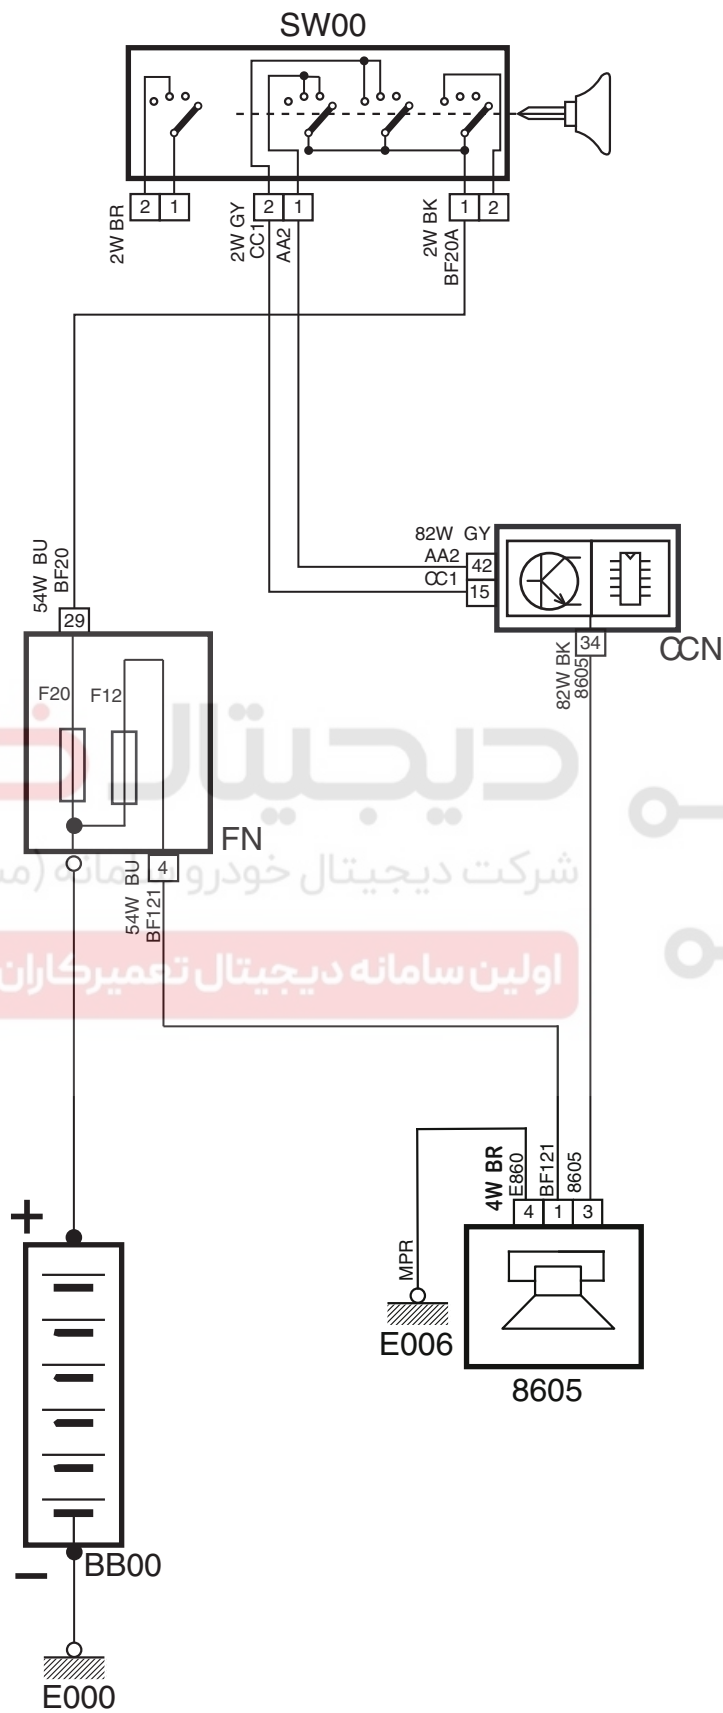 SW00
2 1
2 1
1 2
2W BR
2W GY
CC1
AA2
2W BK
BF20A
54W BU
BF20
29
82W GY
AA2
42
CC1
15
34
CCN
82W BK
8605
F20
F12
FN
4
54W BU
BF121
دیجیتال
شرکت دیجیتال خودرو سامانه
اولین سامانه دیجیتال تعمیرکاران
4W BR
E860
BF121
8605
4 1 3
MPR
E006
8605
+
−
BB00
E000